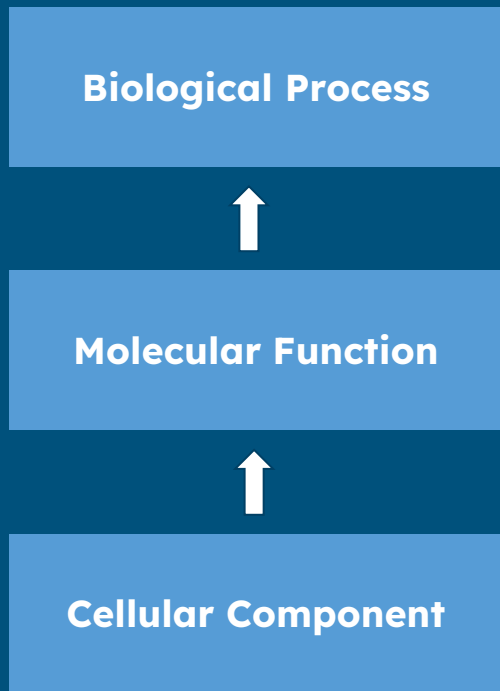 Biological Process
Molecular Function
Cellular Component